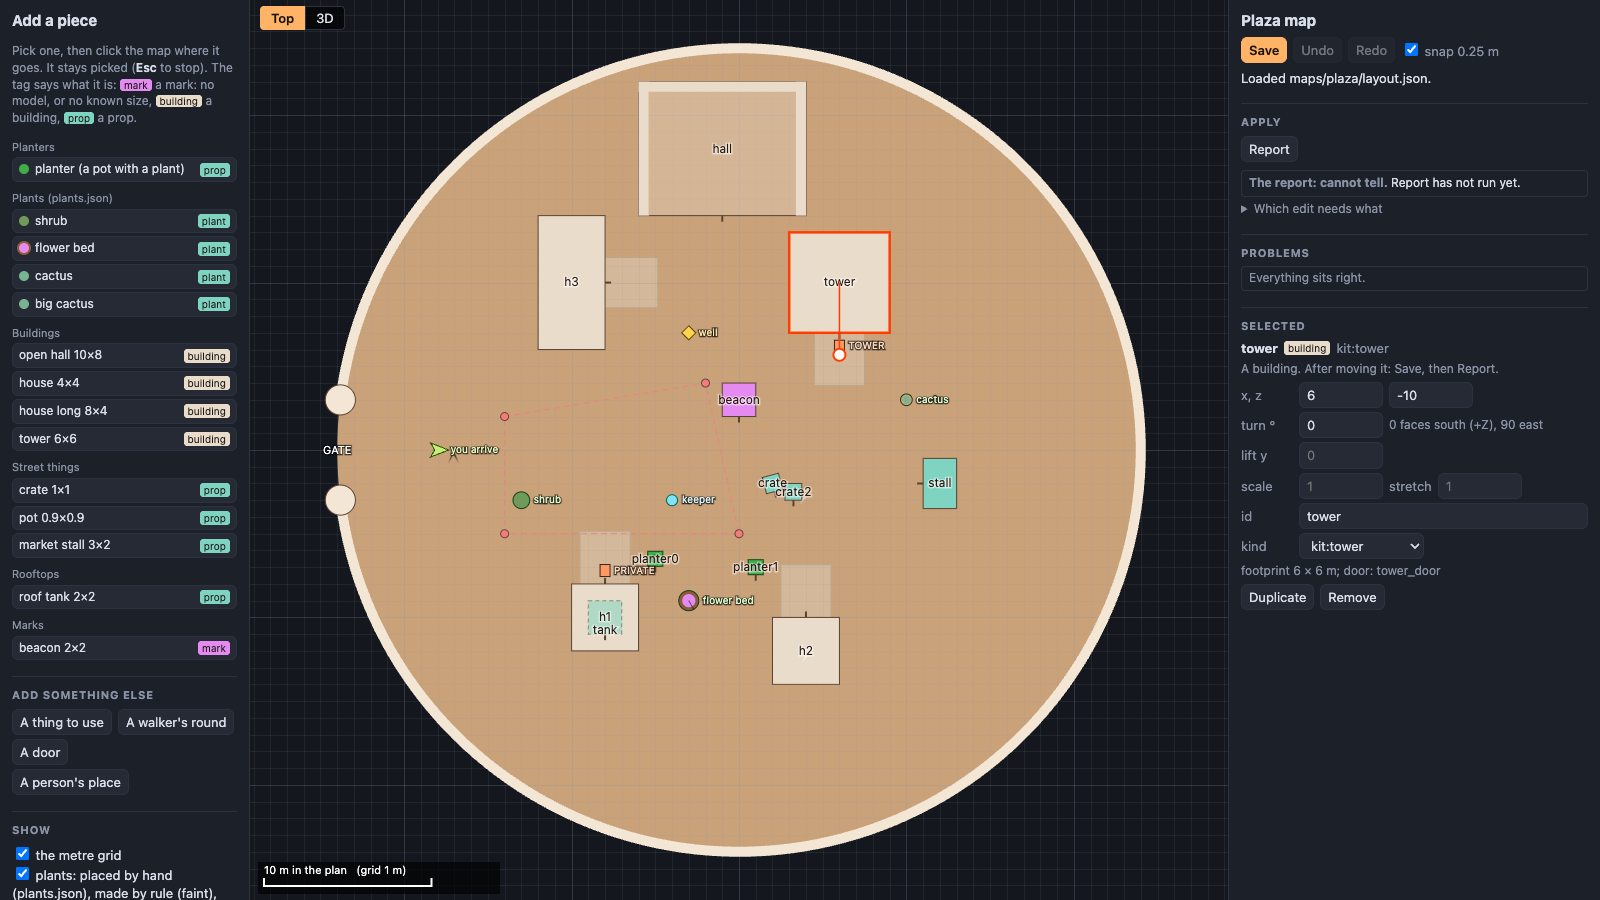 Add a piece
Pick one, then click the map where it
goes. It stays picked (Esc to stop). The
tag says what it is: mark a mark: no
model, or no known size, building a
building, prop a prop.
Planters
planter (a pot with a plant) prop
Plants (plants.json)
shrub plant
flower bed plant
cactus plant
big cactus plant
Buildings
open hall 10×8 building
house 4×4 building
house long 8×4 building
tower 6×6 building
Street things
crate 1×1 prop
pot 0.9×0.9 prop
market stall 3×2 prop
Rooftops
roof tank 2×2 prop
Marks
beacon 2×2 mark
ADD SOMETHING ELSE
A thing to use A walker's round
A door
A person's place
SHOW
the metre grid
plants: placed by hand
(plants.json), made by rule (faint),
Top 3D
hall
h3
tower
well
TOWER
beacon
cactus
GATE
you arrive
crate
crate2
stall
shrub
keeper
planter0
planter1
PRIVATE
flower bed
h1
tank
h2
10 m in the plan (grid 1 m)
Plaza map
Save Undo Redo snap 0.25 m
Loaded maps/plaza/layout.json.
APPLY
Report
The report: cannot tell. Report has not run yet.
Which edit needs what
PROBLEMS
Everything sits right.
SELECTED
tower building kit:tower
A building. After moving it: Save, then Report.
x, z 6 -10
turn ° 0 0 faces south (+Z), 90 east
lift y 0
scale 1 stretch 1
id tower
kind kit:tower
footprint 6 × 6 m; door: tower_door
Duplicate Remove